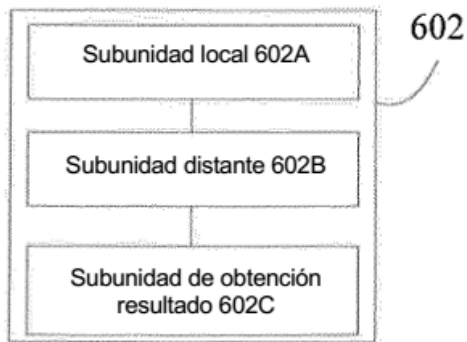 602
Subunidad local 602A
Subunidad distante 602B
Subunidad de obtención
resultado 602C